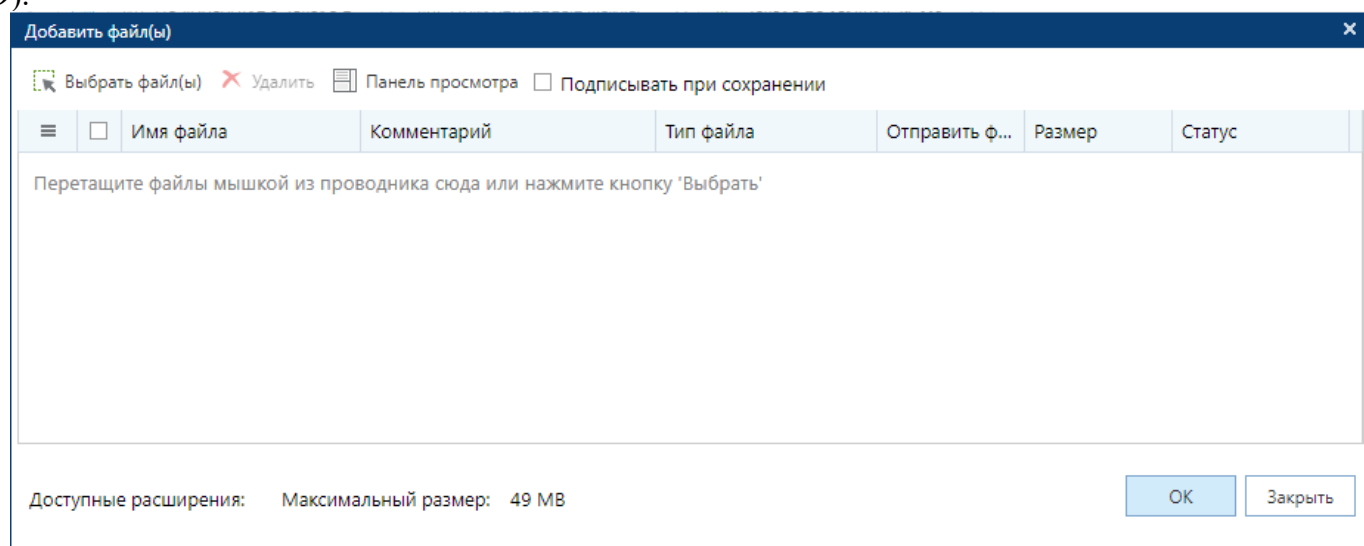 Добавить файл(ы)
Выбрать файл(ы) Удалить Панель просмотра Подписывать при сохранении
Имя файла Комментарий Тип файла Отправить ф... Размер Статус
Перетащите файлы мышкой из проводника сюда или нажмите кнопку 'Выбрать'
Доступные расширения: Максимальный размер: 49 MB OK Закрыть